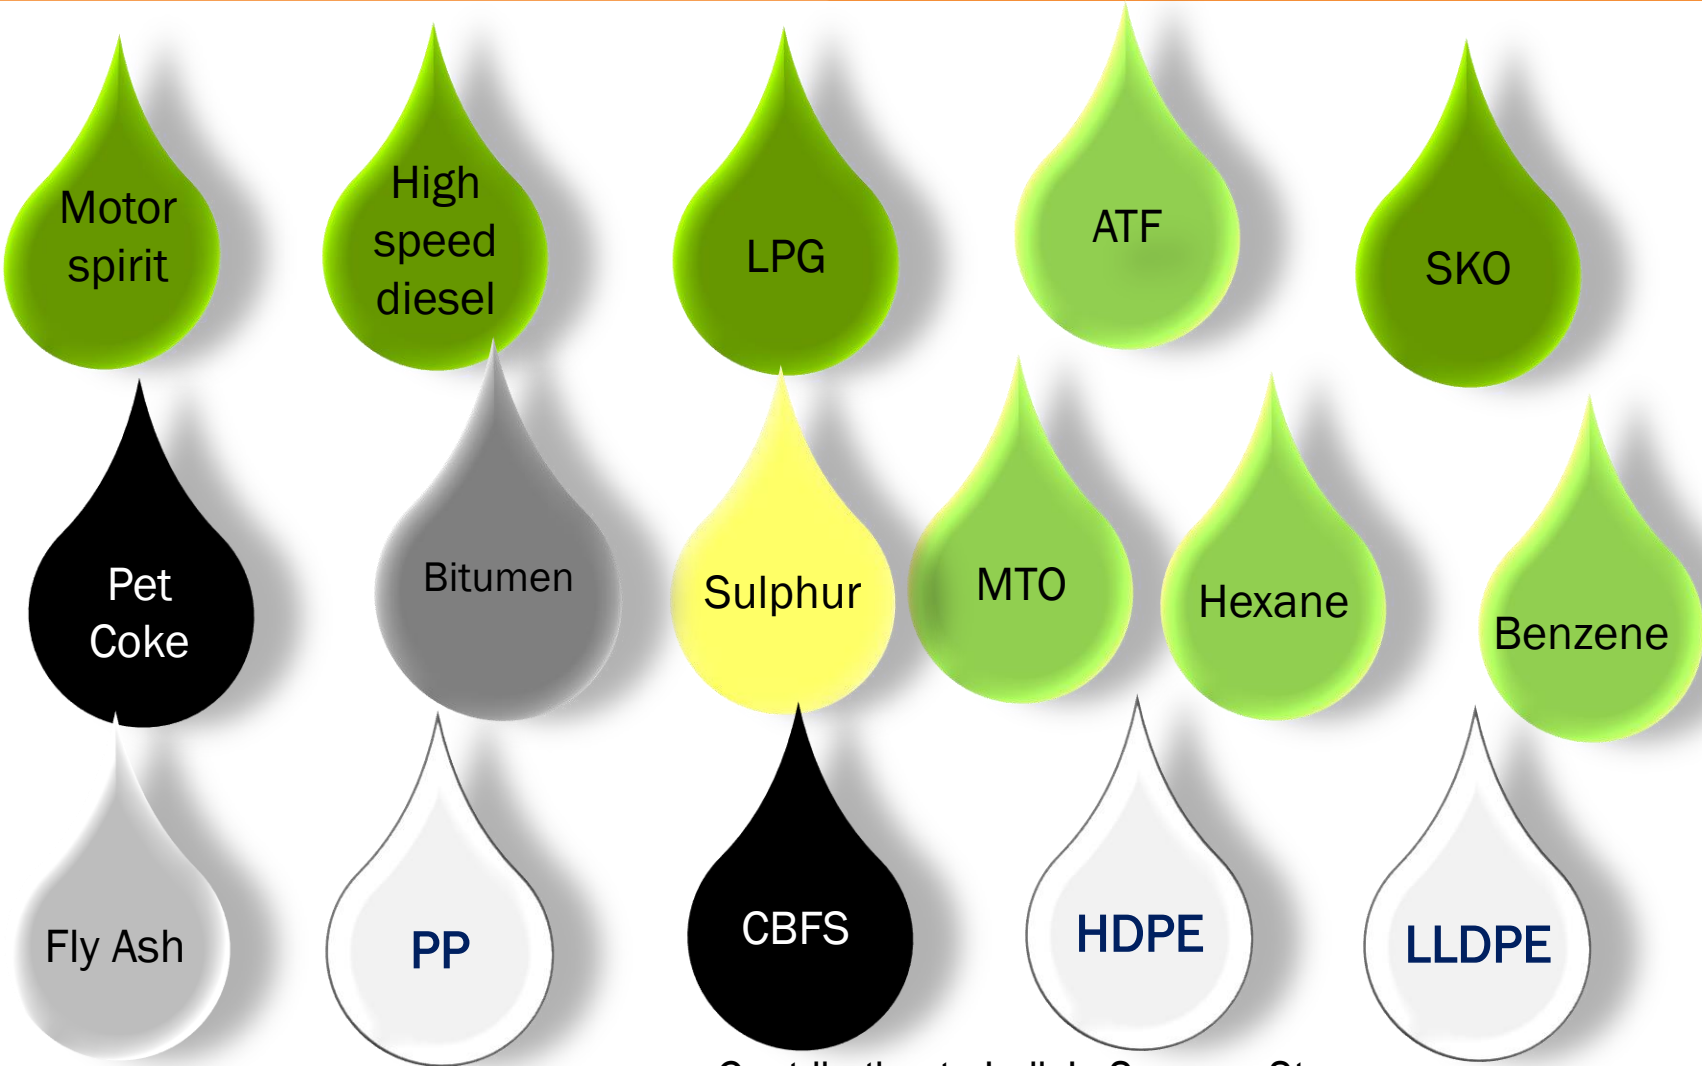 Motor
spirit
High
speed
diesel
LPG
ATF
SKO
Pet
Coke
Bitumen
Sulphur
MTO
Hexane
Benzene
Fly Ash
PP
CBFS
HDPE
LLDPE